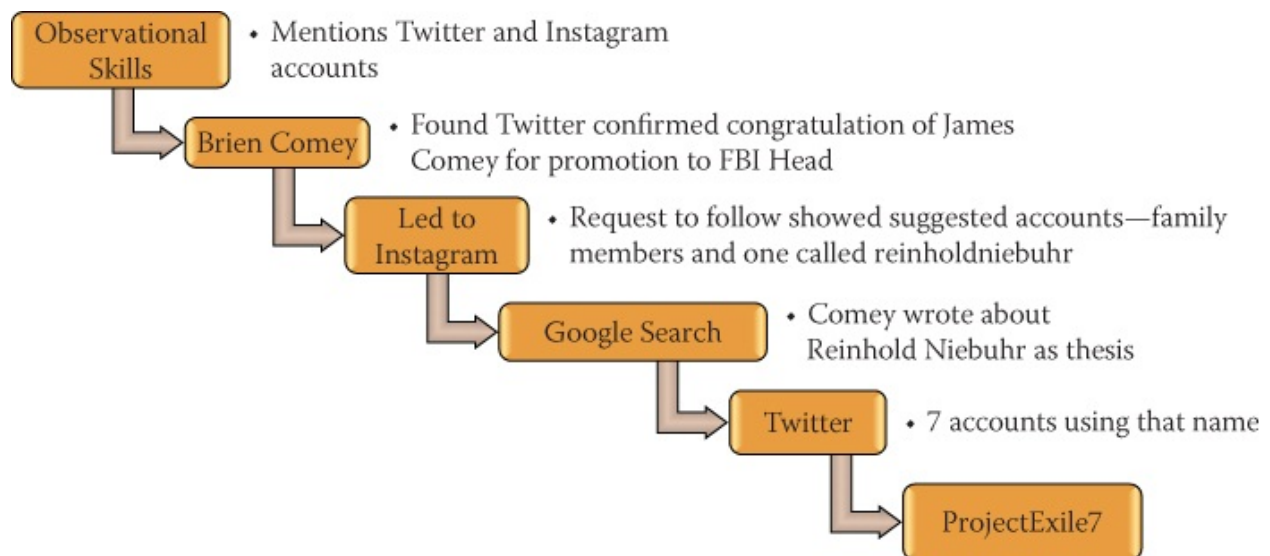 Observational
Skills
• Mentions Twitter and Instagram
accounts
Brien Comey
• Found Twitter confirmed congratulation of James
Comey for promotion to FBI Head
Led to
Instagram
• Request to follow showed suggested accounts—family
members and one called reinholdniebuhr
Google Search
• Comey wrote about
Reinhold Niebuhr as thesis
Twitter
• 7 accounts using that name
ProjectExile7